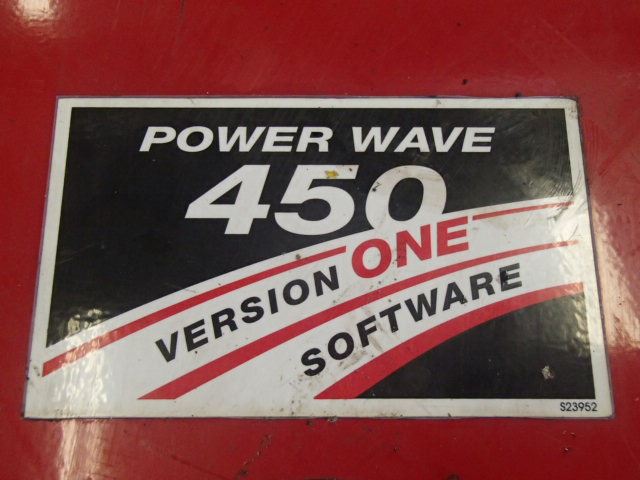 POWER WAVE
450
VERSION ONE
SOFTWARE
S23952